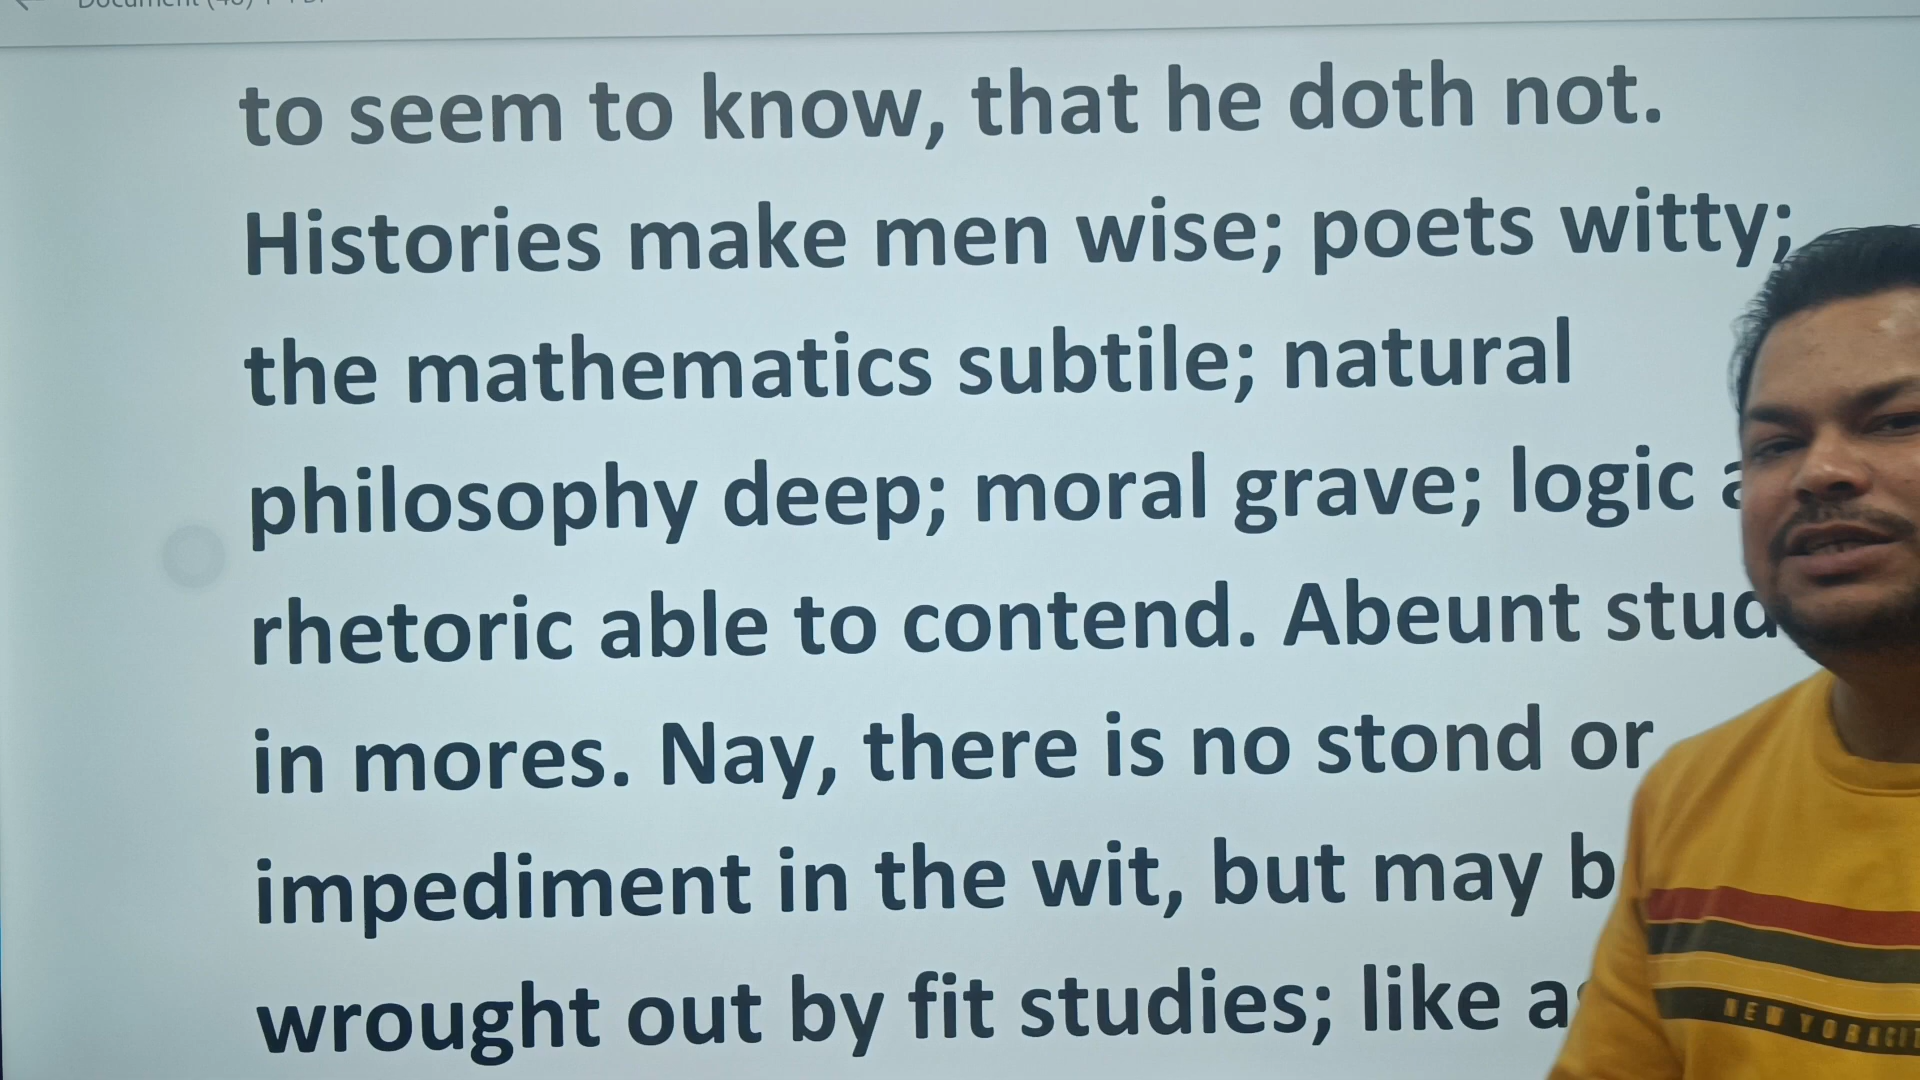 to seem to know, that he doth not.
Histories make men wise; poets witty;
the mathematics subtile; natural
philosophy deep; moral grave; logic
rhetoric able to contend. Abeunt
in mores. Nay, there is no stond or
impediment in the wit, but may
wrought out by fit studies; like
NEW YORK